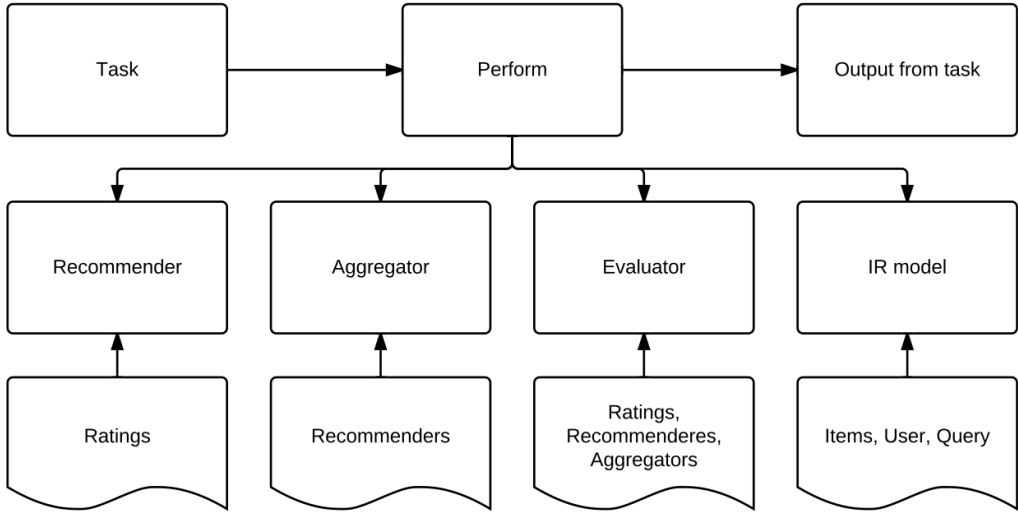 Task
Perform
Output from task
Recommender
Aggregator
Evaluator
IR model
Ratings
Recommenders
Ratings,
Recommenderes,
Aggregators
Items, User, Query